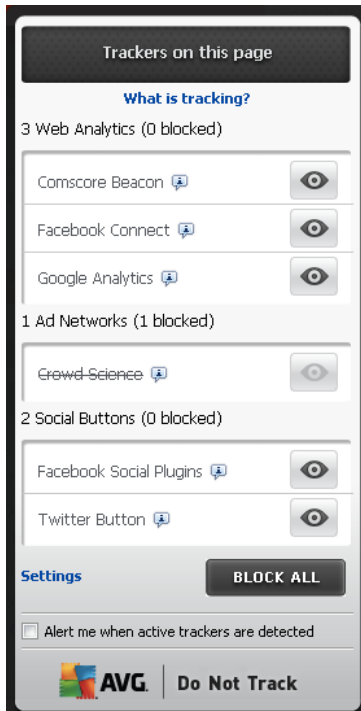 Trackers on this page
What is tracking?
3 Web Analytics (0 blocked)
Comscore Beacon
Facebook Connect
Google Analytics
1 Ad Networks (1 blocked)
Crowd Science
2 Social Buttons (0 blocked)
Facebook Social Plugins
Twitter Button
Settings BLOCK ALL
Alert me when active trackers are detected
AVG. Do Not Track